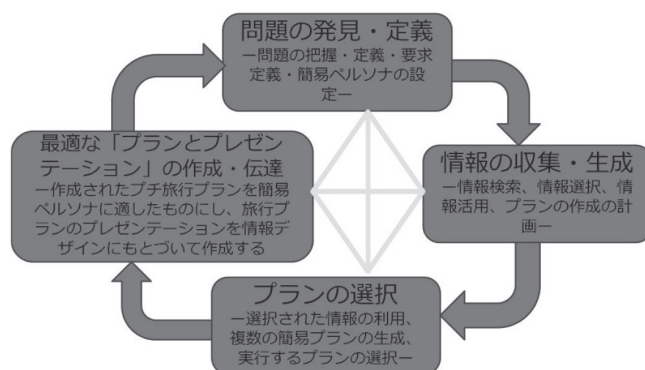 問題の発見・定義
ー問題の把握・定義・要求
定義・簡易ペルソナの設
定ー
情報の収集・生成
ー情報検索、情報選択、情
報活用、プランの作成の計
画ー
プランの選択
ー選択された情報の利用、
複数の簡易プランの生成、
実行するプランの選択ー
最適な「プランとプレゼン
テーション」の作成・伝達
ー作成されたプチ旅行プランを簡易
ペルソナに適したものにし、旅行プ
ランのプレゼンテーションを情報デ
ザインにもとづいて作成する